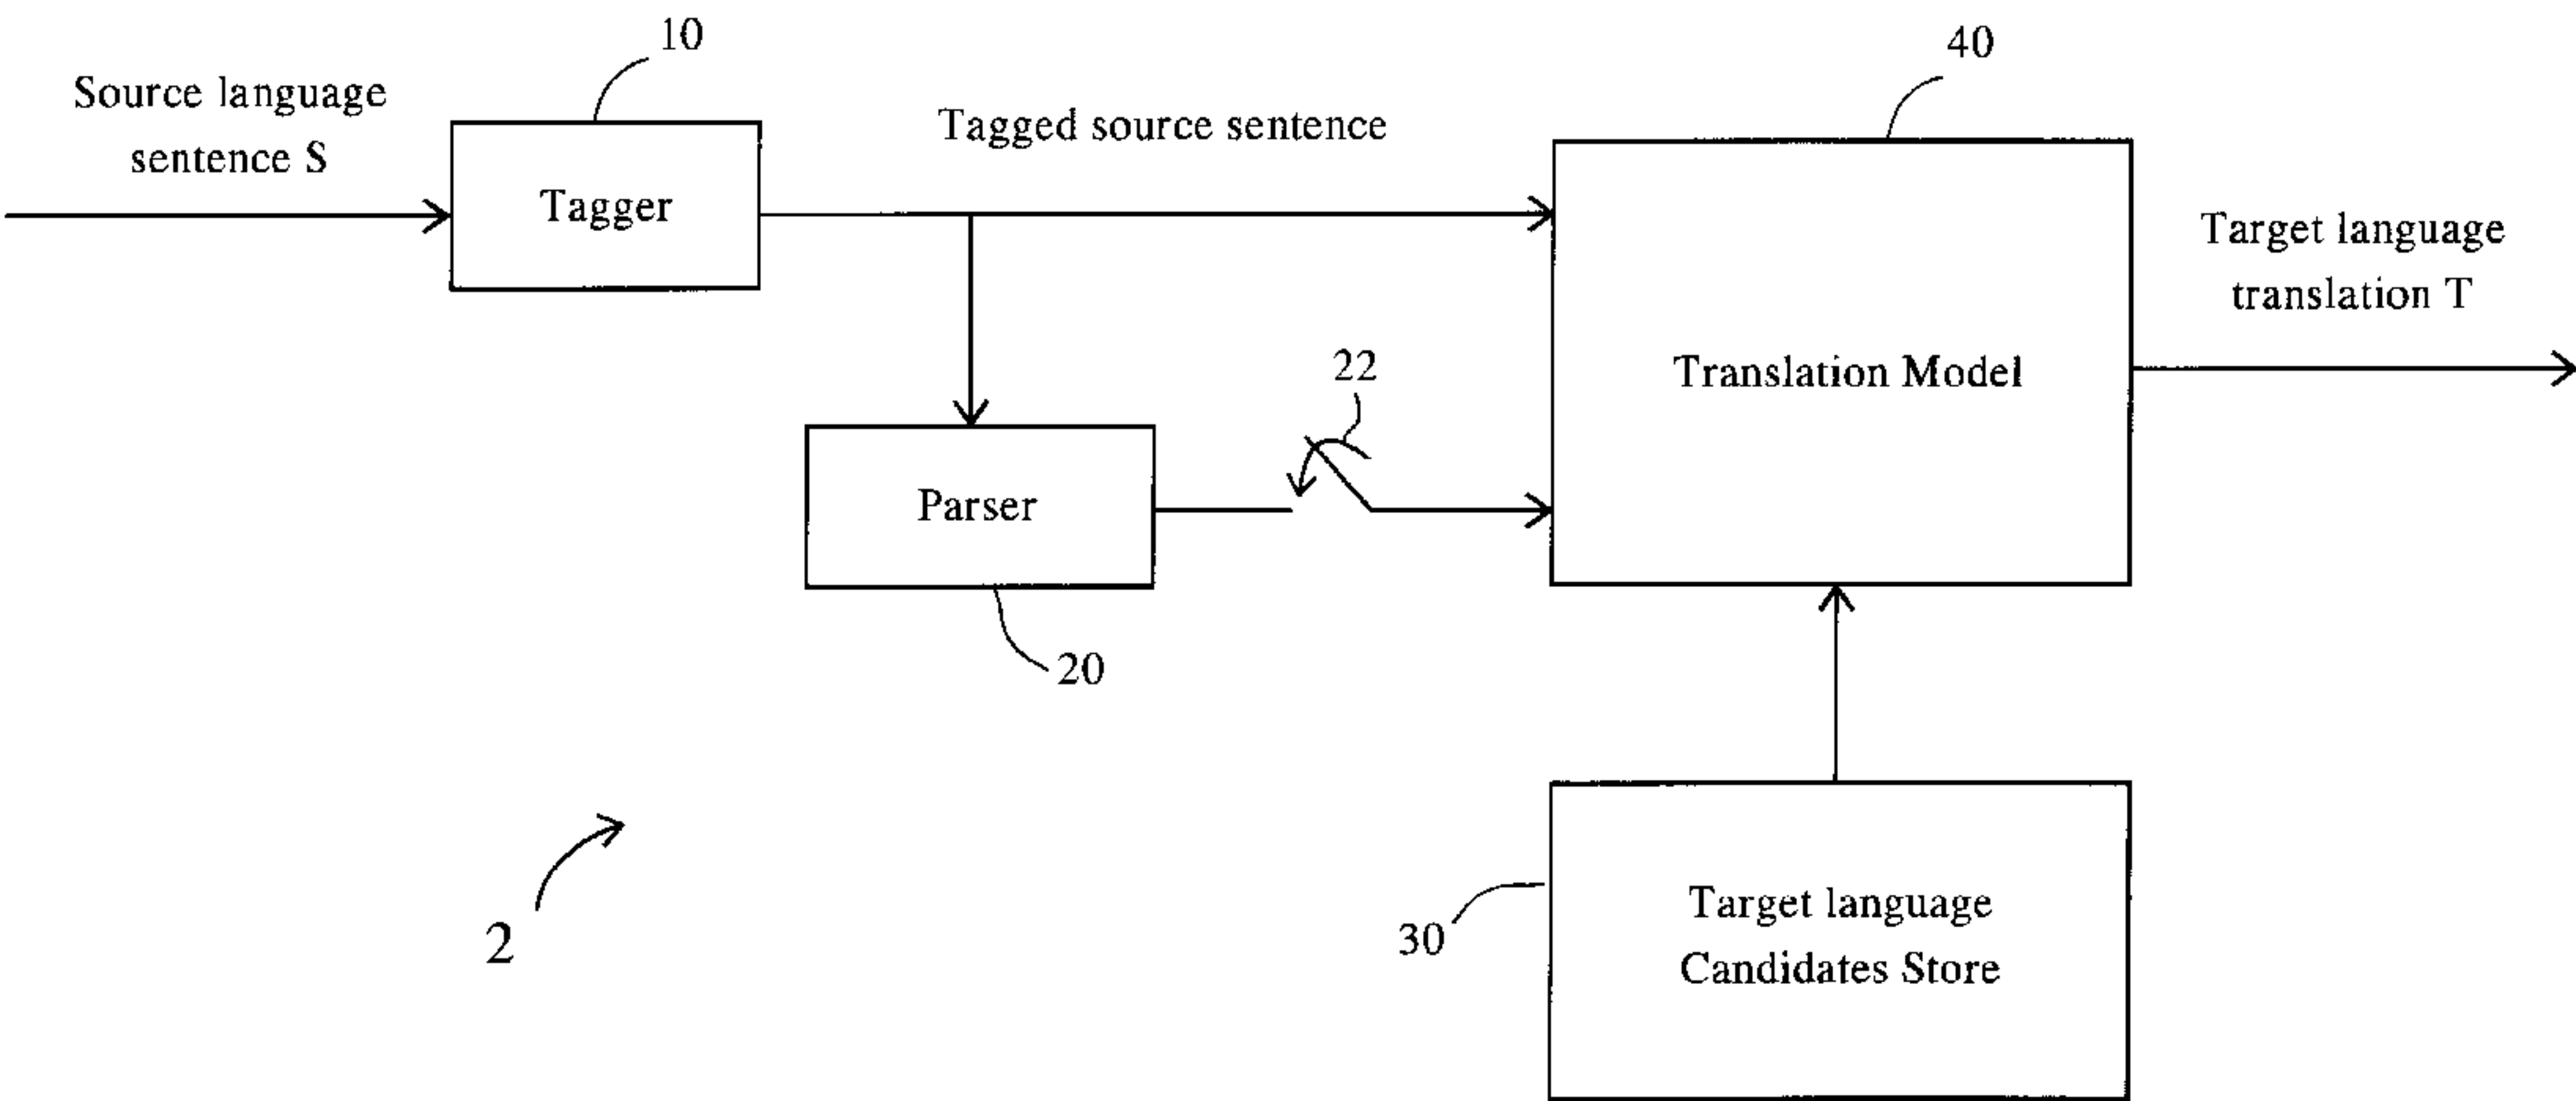 10
40
Source language
sentence S
Tagged source sentence
Tagger
Target language
translation T
22
Translation Model
Parser
20
2
30
Target language
Candidates Store